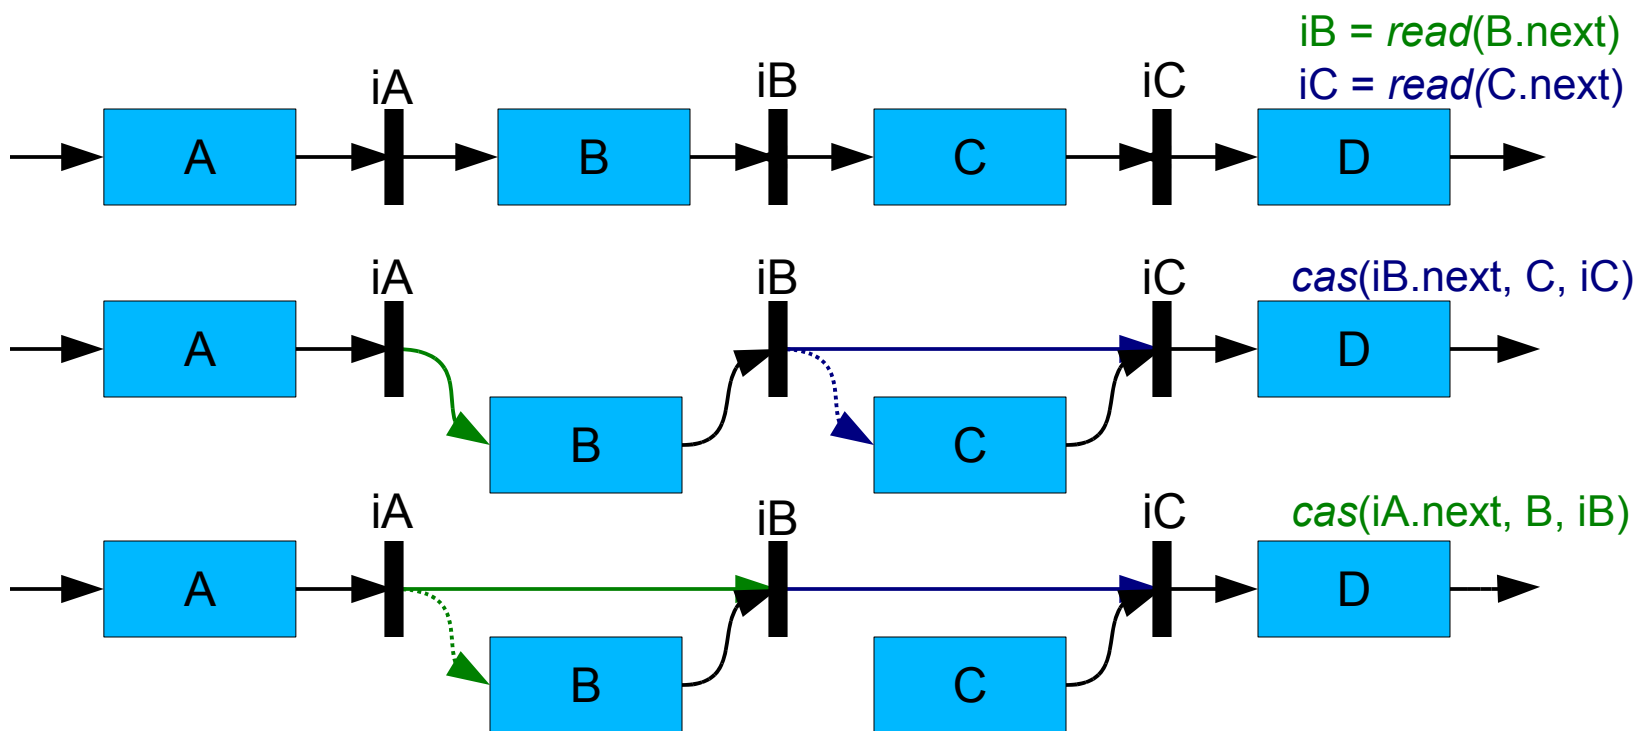 iB = read(B.next)
iC = read(C.next)
iA iB iC
A B C D
iA iB iC
cas(iB.next, C, iC)
A D
B C
iA iB iC
cas(iA.next, B, iB)
A D
B C